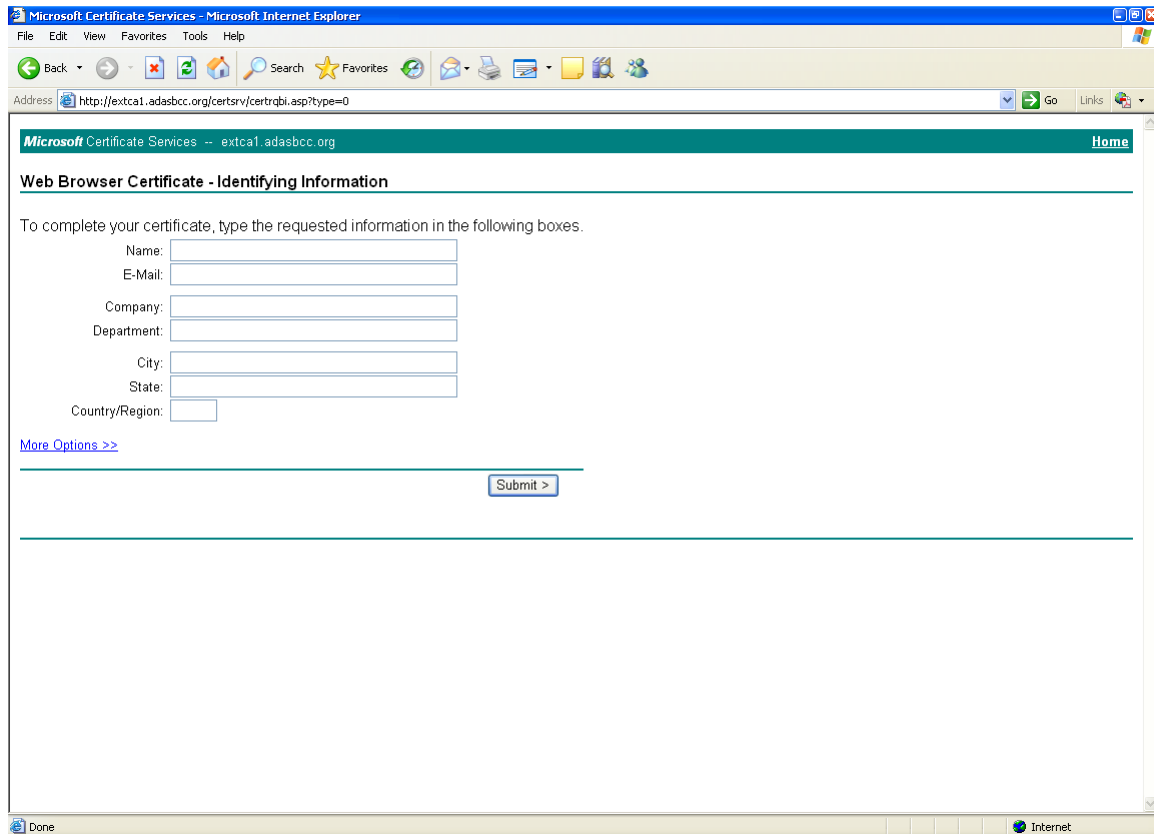 Microsoft Certificate Services - Microsoft Internet Explorer
File Edit View Favorites Tools Help
Back Search Favorites
Address http://extca1.adasbcc.org/certsrv/certrqbi.asp?type=0 Go Links
Microsoft Certificate Services -- extca1.adasbcc.org Home
Web Browser Certificate - Identifying Information
To complete your certificate, type the requested information in the following boxes.
Name:
E-Mail:
Company:
Department:
City:
State:
Country/Region:
More Options >>
Submit >
Done Internet